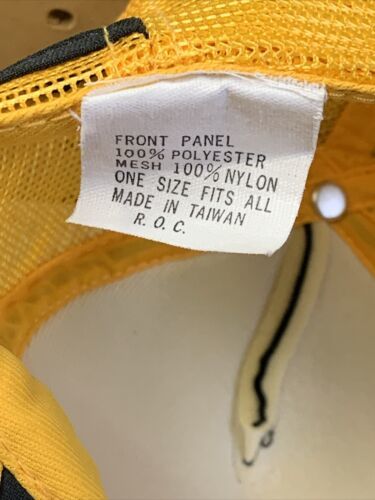 FRONT PANEL
100% POLYESTER
MESH 100% NYLON
ONE SIZE FITS ALL
MADE IN TAIWAN
R. O. C.